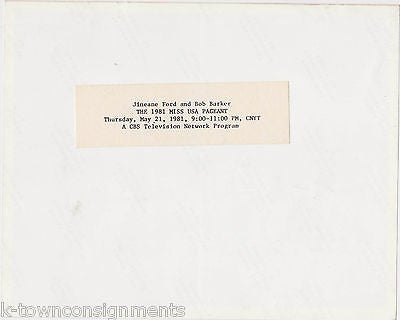 Jineane Ford and Bob Barker
THE 1981 MISS USA PAGEANT
Thursday, May 21, 1981, 9:00-11:00 PM, CNYT
A CBS Television Network Program
k-townconsignments